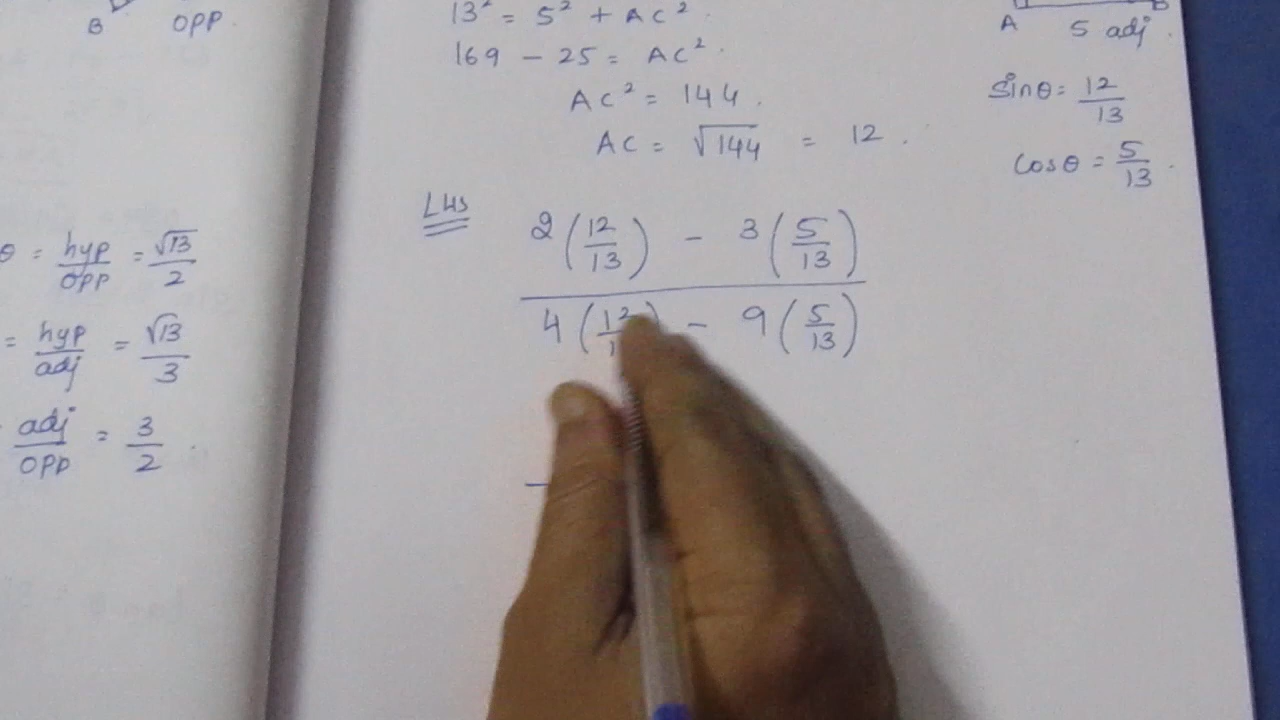 B OPP.
θ = hyp/opp = √13/2
= hyp/adj = √13/3
adj/opp = 3/2.
13² = 5² + AC².
169 - 25 = AC².
AC² = 144.
AC = √144 = 12.
A 5 adj. B
Sinθ = 12/13
Cosθ = 5/13.
LHS
2(12/13) - 3(5/13)
4(12/1 ) - 9(5/13)